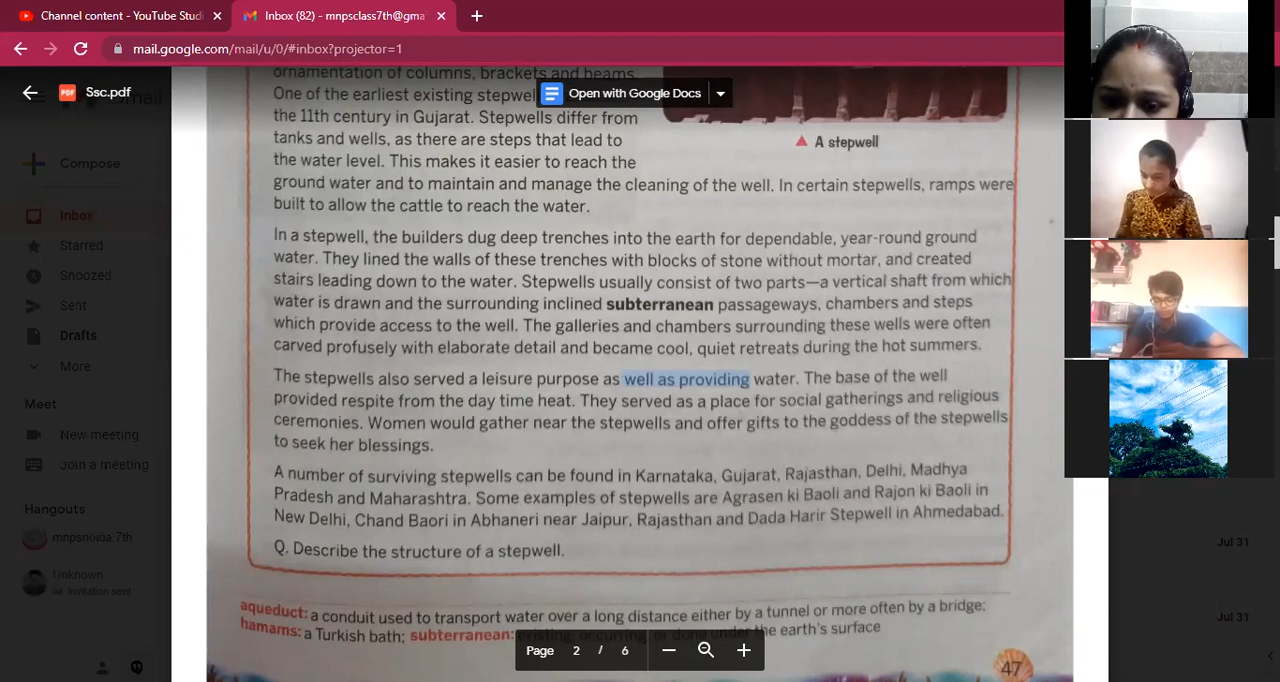 Channel content - YouTube Studi
Inbox (82) - mnpsclass7th@gma
mail.google.com/mail/u/0/#inbox?projector=1
Ssc.pdf
Open with Google Docs
Compose
Inbox
Starred
Snoozed
Sent
Drafts
More
Meet
New meeting
Join a meeting
Hangouts
mnpsnoida.7th
Unknown
Invitation sent
ornamentation of columns, brackets and beams.
One of the earliest existing stepwel
the 11th century in Gujarat. Stepwells differ from
tanks and wells, as there are steps that lead to
the water level. This makes it easier to reach the
ground water and to maintain and manage the cleaning of the well. In certain stepwells, ramps were
built to allow the cattle to reach the water.
A stepwell
In a stepwell, the builders dug deep trenches into the earth for dependable, year-round ground
water. They lined the walls of these trenches with blocks of stone without mortar, and created
stairs leading down to the water. Stepwells usually consist of two parts—a vertical shaft from which
water is drawn and the surrounding inclined subterranean passageways, chambers and steps
which provide access to the well. The galleries and chambers surrounding these wells were often
carved profusely with elaborate detail and became cool, quiet retreats during the hot summers.
The stepwells also served a leisure purpose as well as providing water. The base of the well
provided respite from the day time heat. They served as a place for social gatherings and religious
ceremonies. Women would gather near the stepwells and offer gifts to the goddess of the stepwells
to seek her blessings.
A number of surviving stepwells can be found in Karnataka, Gujarat, Rajasthan, Delhi, Madhya
Pradesh and Maharashtra. Some examples of stepwells are Agrasen ki Baoli and Rajon ki Baoli in
New Delhi, Chand Baori in Abhaneri near Jaipur, Rajasthan and Dada Harir Stepwell in Ahmedabad.
Q. Describe the structure of a stepwell.
aqueduct: a conduit used to transport water over a long distance either by a tunnel or more often by a bridge;
hamams: a Turkish bath; subterranean: existing, occurring or done under the earth's surface
47
Page 2 / 6
Jul 31
Jul 31